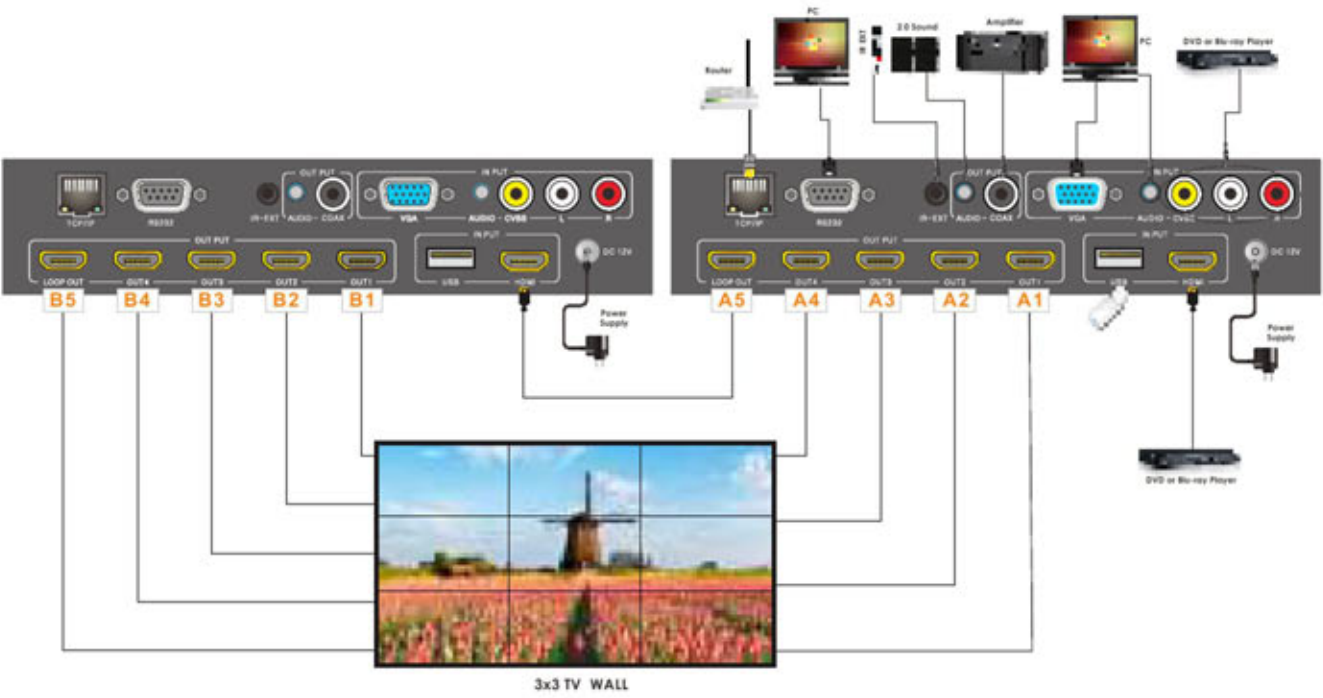 PC
IR EXT
2.0 Sound
Amplifier
PC
DVD or Blu-ray Player
Router
OUT PUT
IN PUT
TCP/IP
RS232
IR-EXT
AUDIO
COAX
VGA
AUDIO
CVBS
L
R
OUT PUT
IN PUT
LOOP OUT
OUT4
OUT3
OUT2
OUT1
USB
HDMI
DC 12V
B5
B4
B3
B2
B1
Power
Supply
OUT PUT
IN PUT
TCP/IP
RS232
IR-EXT
AUDIO
COAX
VGA
AUDIO
CVBS
L
R
OUT PUT
IN PUT
LOOP OUT
OUT4
OUT3
OUT2
OUT1
USB
HDMI
DC 12V
A5
A4
A3
A2
A1
Power
Supply
DVD or Blu-ray Player
3x3 TV WALL